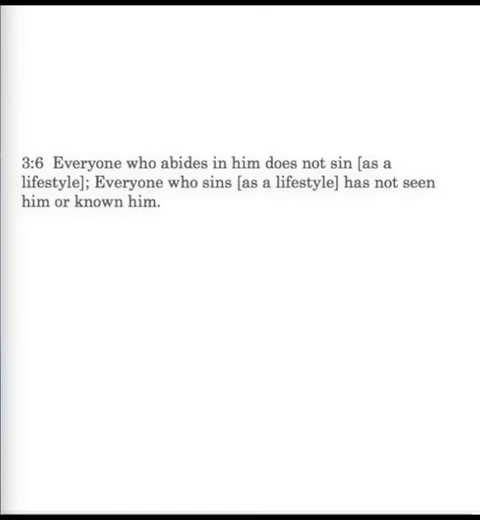 3:6 Everyone who abides in him does not sin [as a
lifestyle]; Everyone who sins [as a lifestyle] has not seen
him or known him.